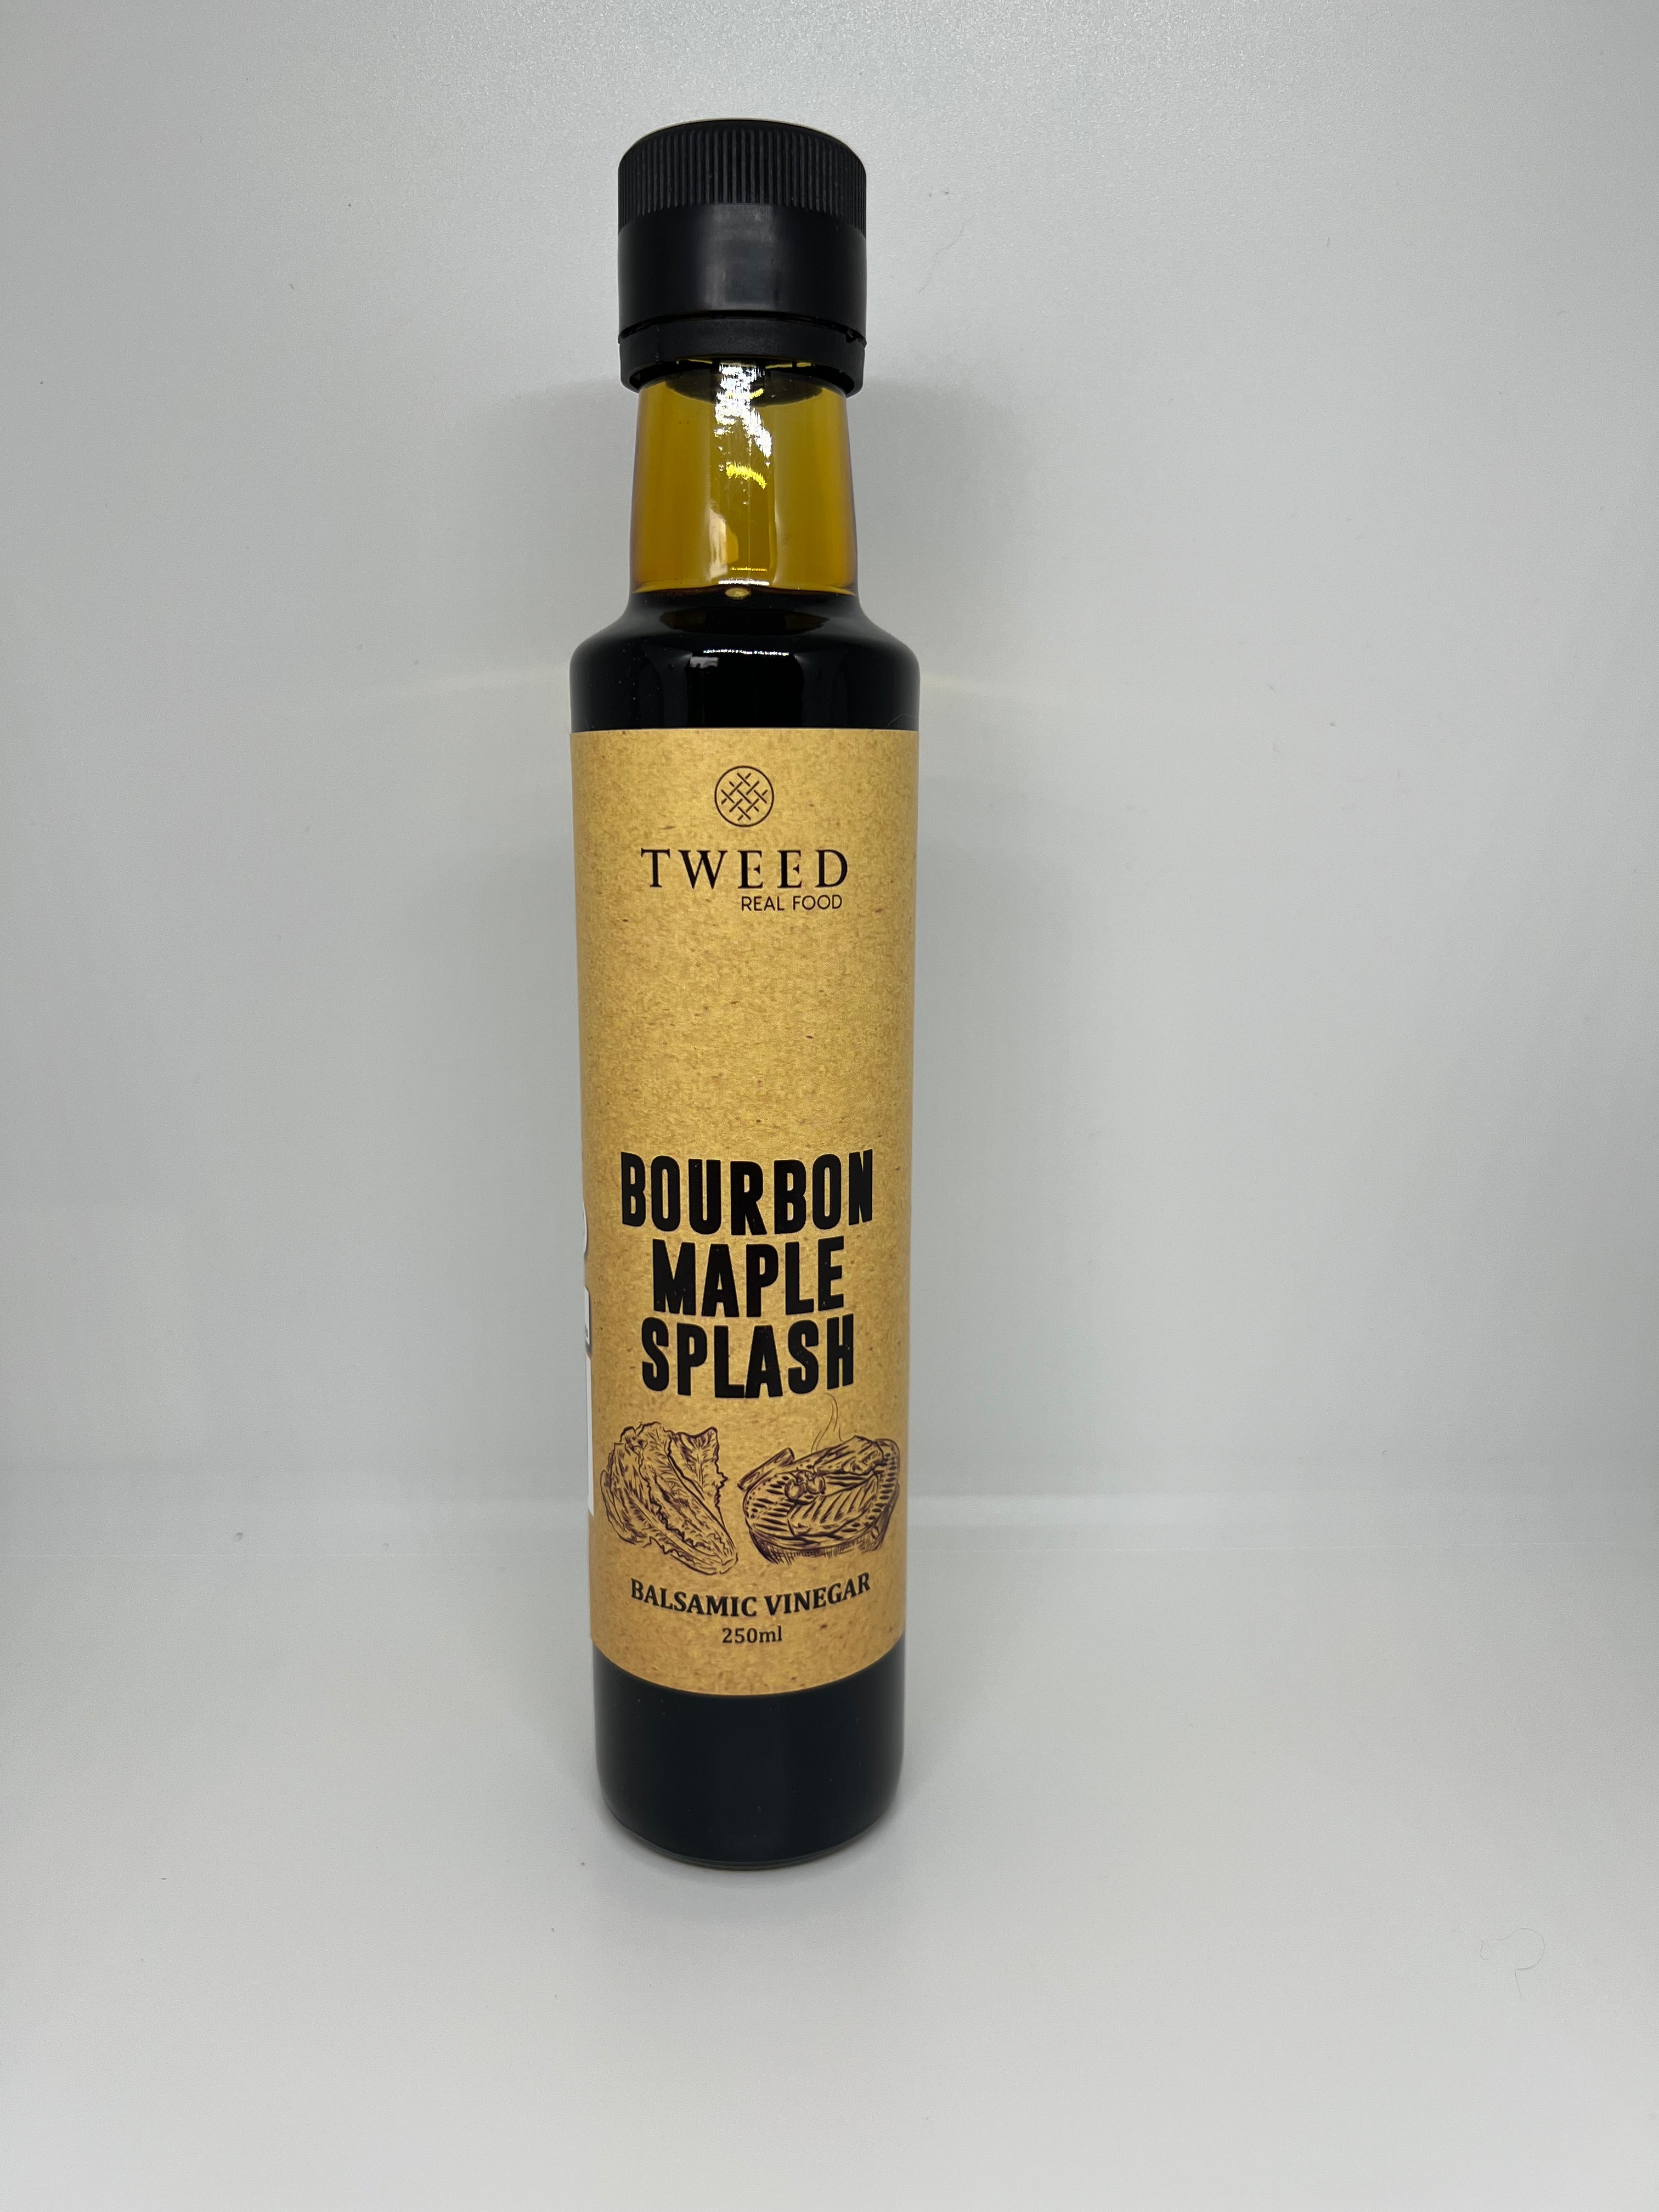 TWEED
REAL FOOD
BOURBON
MAPLE
SPLASH
BALSAMIC VINEGAR
250ml